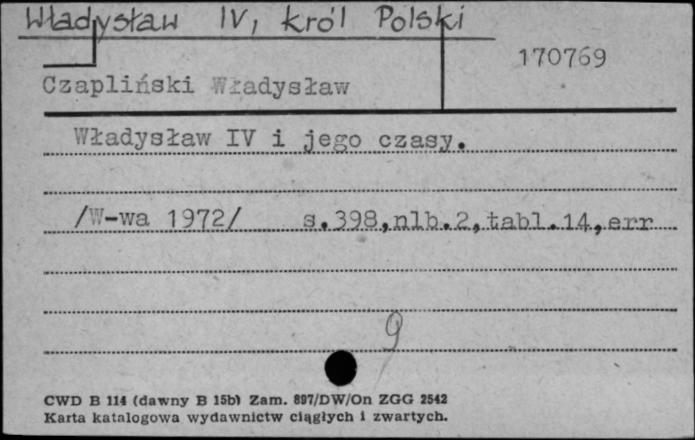 Władysław IV, król Polski
170769
Czapliński Władysław
Władysław IV i jego czasy.
/W-wa 1972/ s.398,nlb.2,tabl.14,err
9
CWD B 114 (dawny B 15b) Zam. 897/DW/On ZGG 2542
Karta katalogowa wydawnictw ciągłych i zwartych.